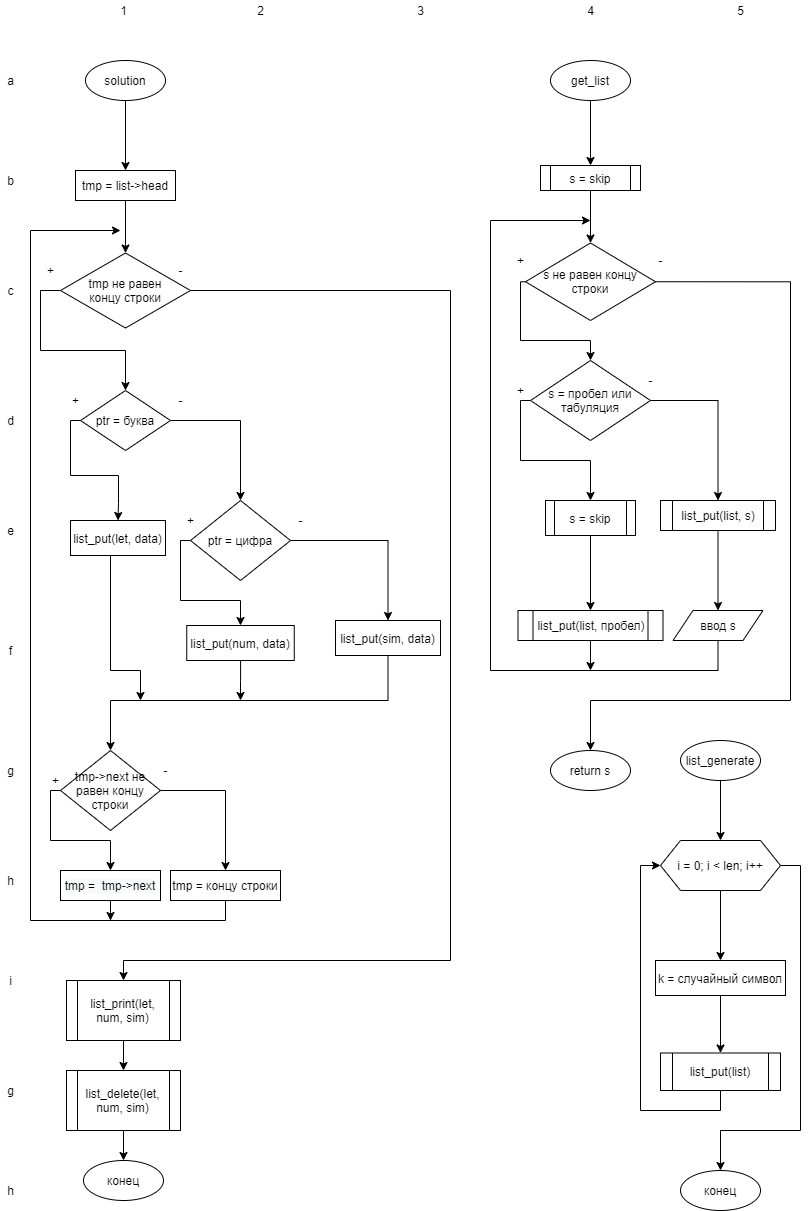 1 2 3 4 5
a
solution
get_list
b
tmp = list->head
s = skip
+ -
c
tmp не равен
концу строки
+ -
s не равен концу
строки
+ -
d
ptr = буква
+ -
s = пробел или
табуляция
e
list_put(let, data)
+ -
ptr = цифра
s = skip
list_put(list, s)
f
list_put(num, data)
list_put(sim, data)
list_put(list, пробел)
ввод s
g
+ -
tmp->next не
равен концу
строки
return s
list_generate
h
tmp = tmp->next
tmp = концу строки
i = 0; i < len; i++
i
list_print(let,
num, sim)
k = случайный символ
g
list_delete(let,
num, sim)
list_put(list)
h
конец
конец